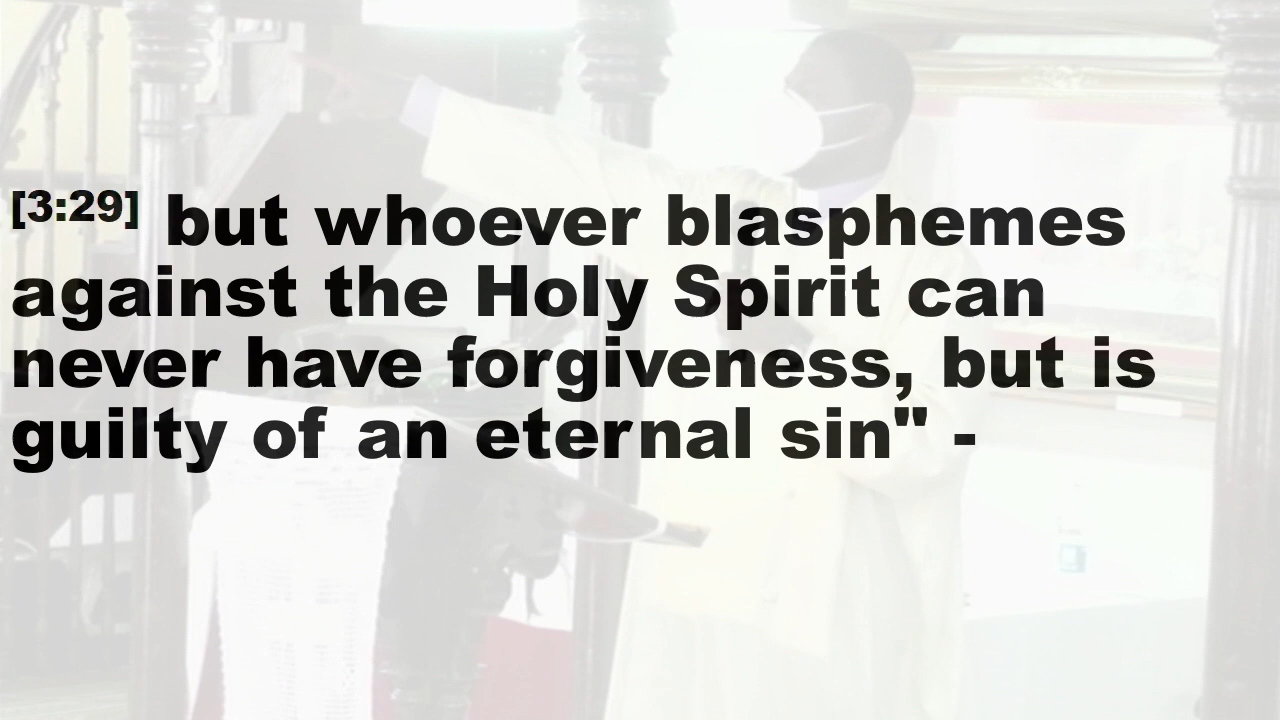 [3:29] but whoever blasphemes
against the Holy Spirit can
never have forgiveness, but is
guilty of an eternal sin" -